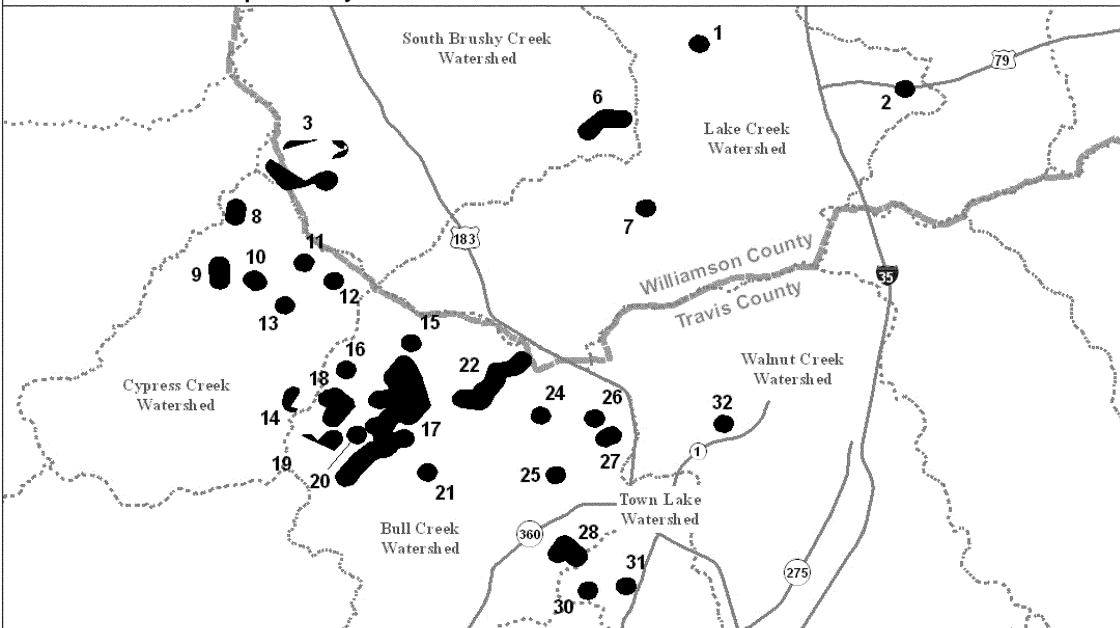 1
South Brushy Creek
Watershed
79
2
6
3
Lake Creek
Watershed
8
7
183
11
Williamson County
10
9
35
12
Travis County
13
15
16
22
Walnut Creek
Watershed
18
Cypress Creek
Watershed
14
24
26
32
17
27
1
19
20
25
21
Town Lake
Watershed
Bull Creek
Watershed
360
28
31
275
30